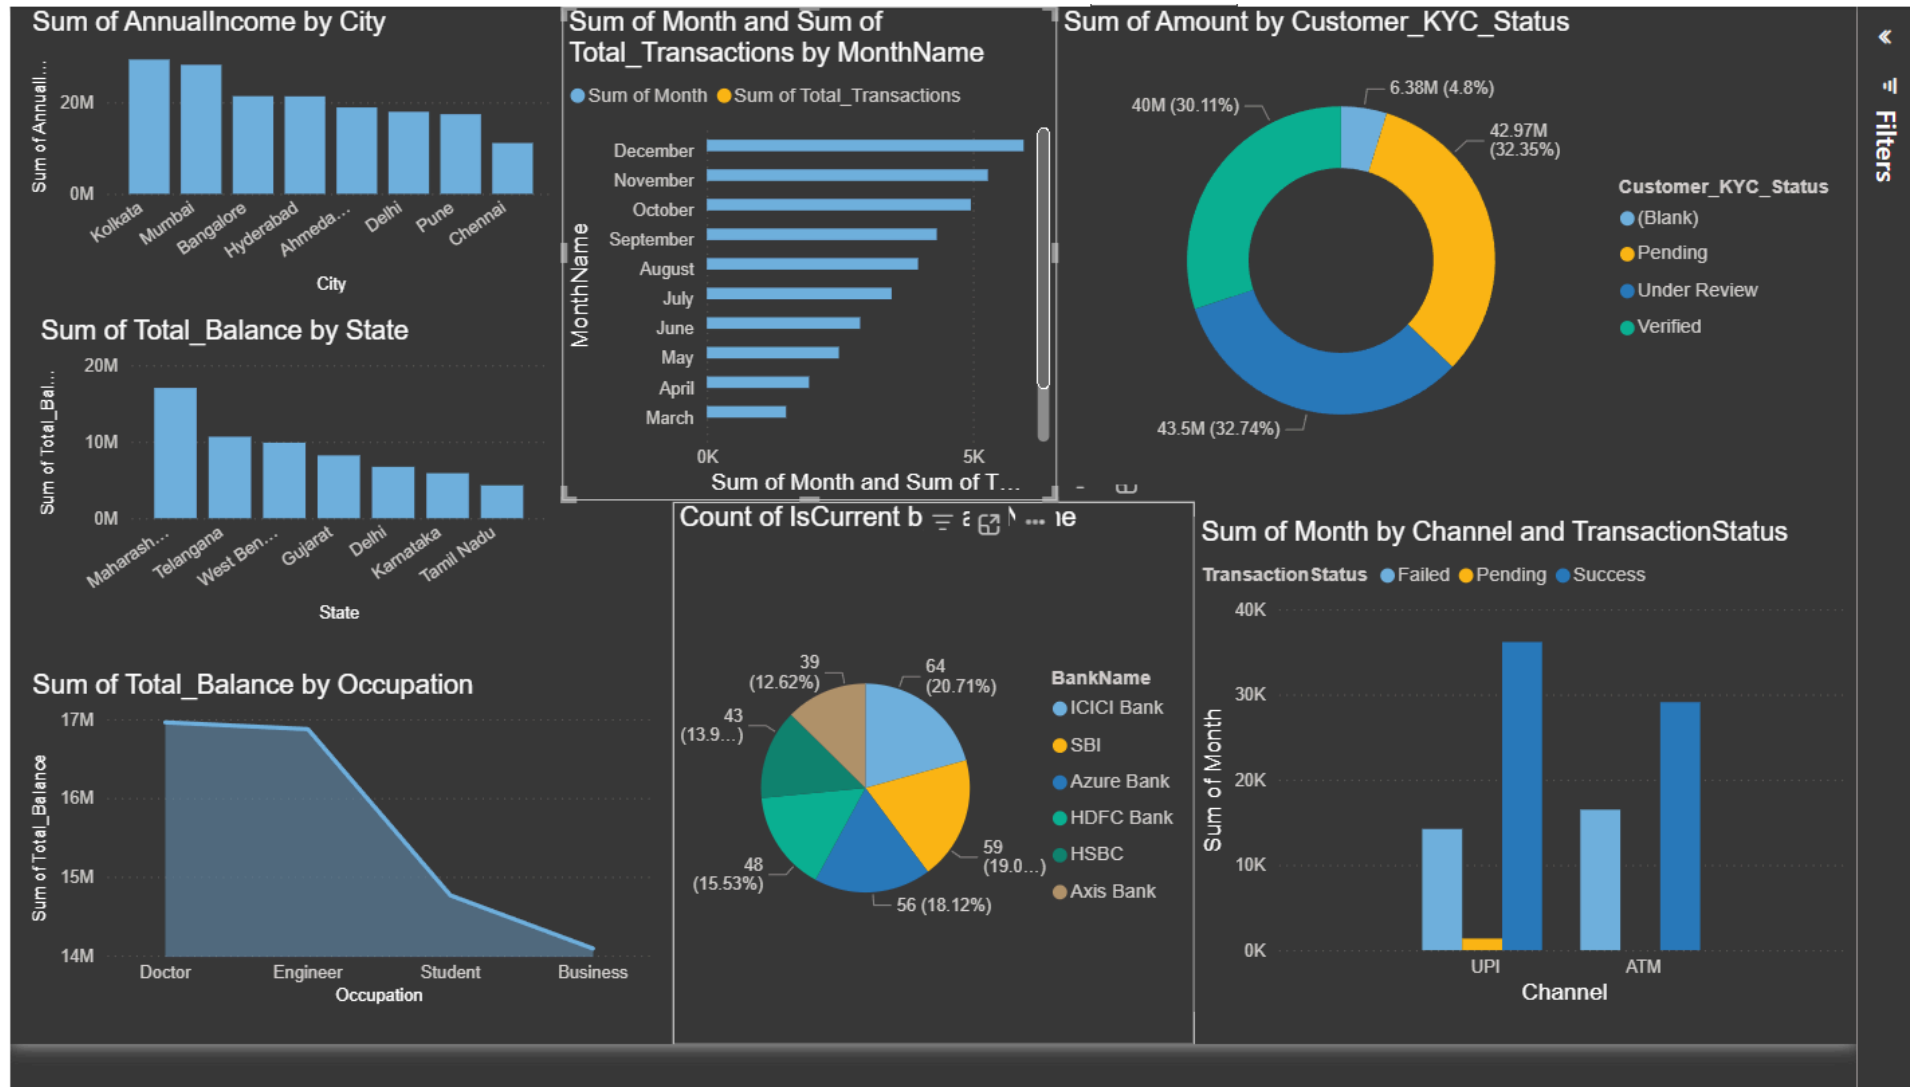 Sum of AnnualIncome by City
Sum of Annuall...
20M
0M
Kolkata
Mumbai
Bangalore
Hyderabad
Ahmeda...
Delhi
Pune
Chennai
City
Sum of Total_Balance by State
Sum of Total_Bal...
20M
10M
0M
Maharash...
Telangana
West Ben...
Gujarat
Delhi
Karnataka
Tamil Nadu
State
Sum of Total_Balance by Occupation
Sum of Total_Balance
17M
16M
15M
14M
Doctor
Engineer
Student
Business
Occupation
Sum of Month and Sum of
Total_Transactions by MonthName
Sum of Month
Sum of Total_Transactions
MonthName
December
November
October
September
August
July
June
May
April
March
0K
5K
Sum of Month and Sum of T...
Count of IsCurrent b
39
(12.62%)
64
(20.71%)
43
(13.9...)
59
(19.0...)
48
(15.53%)
56 (18.12%)
BankName
ICICI Bank
SBI
Azure Bank
HDFC Bank
HSBC
Axis Bank
Sum of Amount by Customer_KYC_Status
6.38M (4.8%)
40M (30.11%)
42.97M
(32.35%)
43.5M (32.74%)
Customer_KYC_Status
(Blank)
Pending
Under Review
Verified
Sum of Month by Channel and TransactionStatus
TransactionStatus
Failed
Pending
Success
Sum of Month
40K
30K
20K
10K
0K
UPI
ATM
Channel
Filters